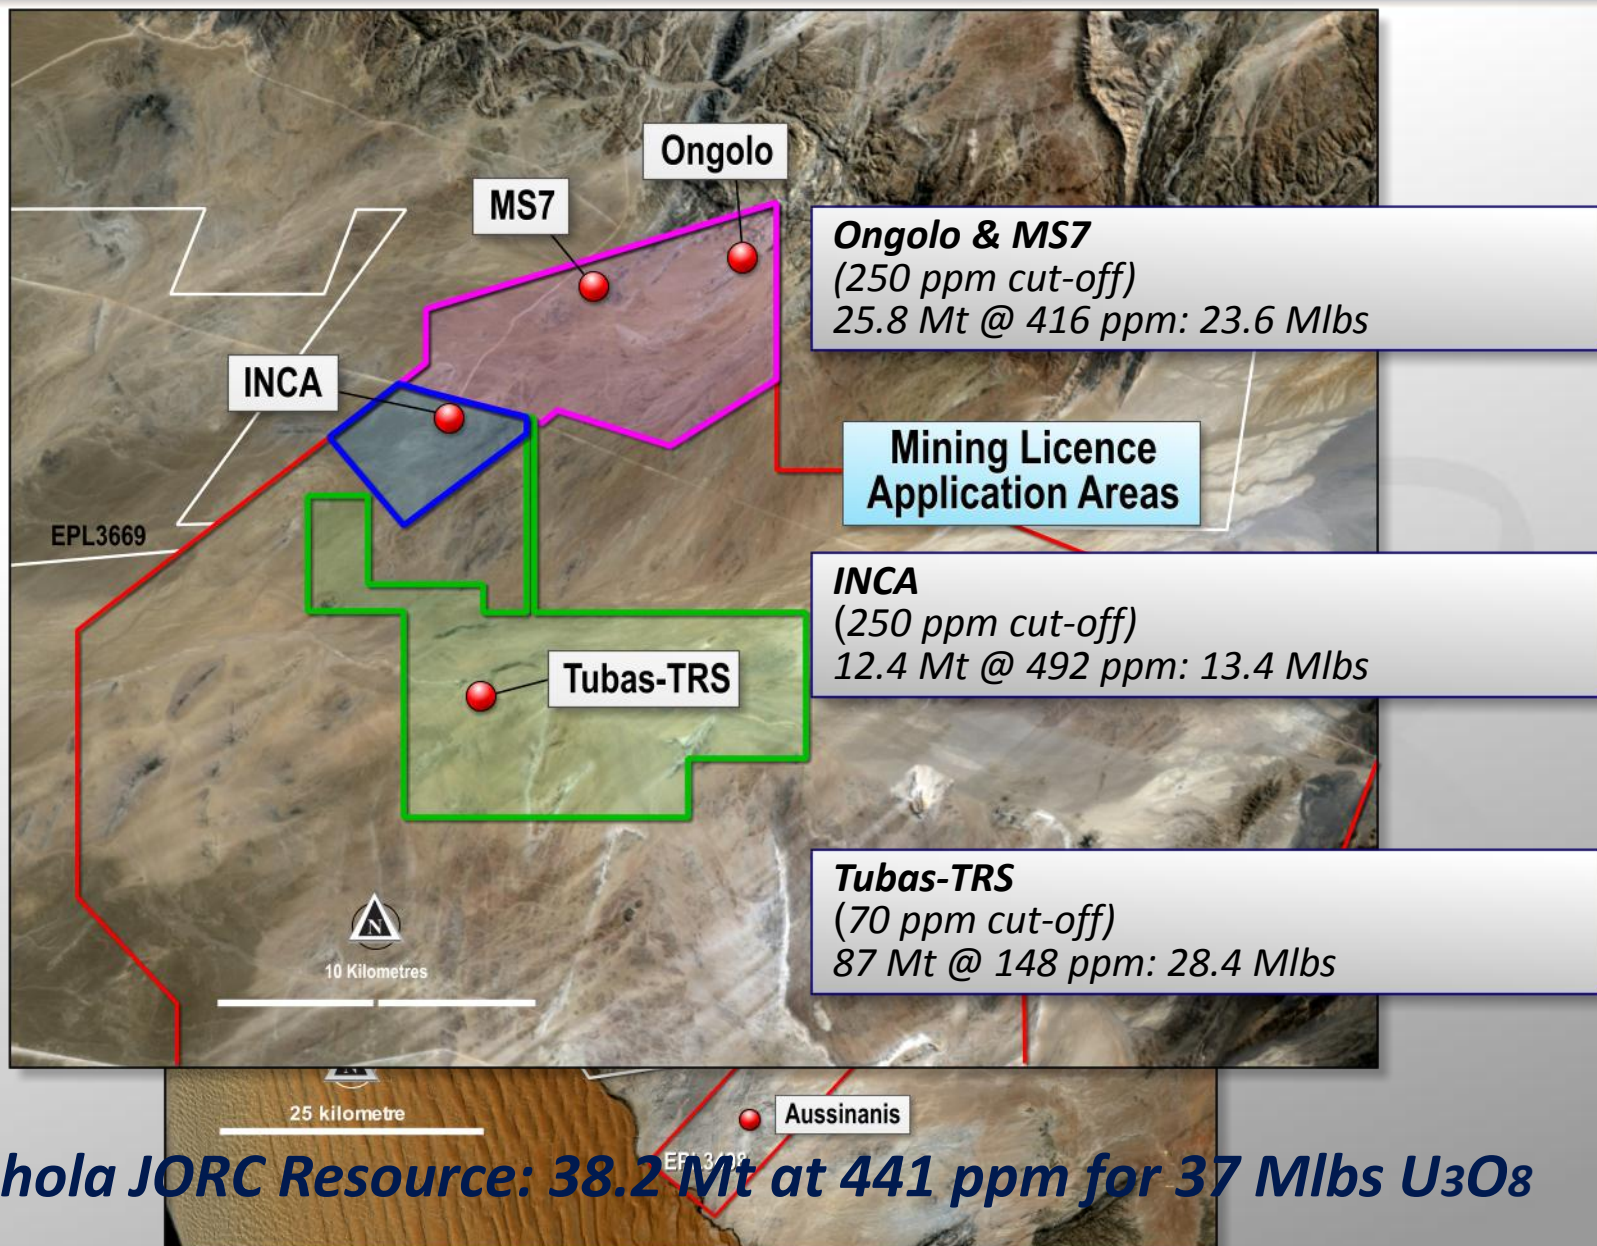 Ongolo
MS7
Ongolo & MS7
(250 ppm cut-off)
25.8 Mt @ 416 ppm: 23.6 Mlbs
INCA
Mining Licence
Application Areas
EPL3669
INCA
(250 ppm cut-off)
12.4 Mt @ 492 ppm: 13.4 Mlbs
Tubas-TRS
Tubas-TRS
(70 ppm cut-off)
87 Mt @ 148 ppm: 28.4 Mlbs
N
10 Kilometres
N
25 kilometre
Aussinanis
hola JORC Resource: 38.2 Mt at 441 ppm for 37 Mlbs U3O8